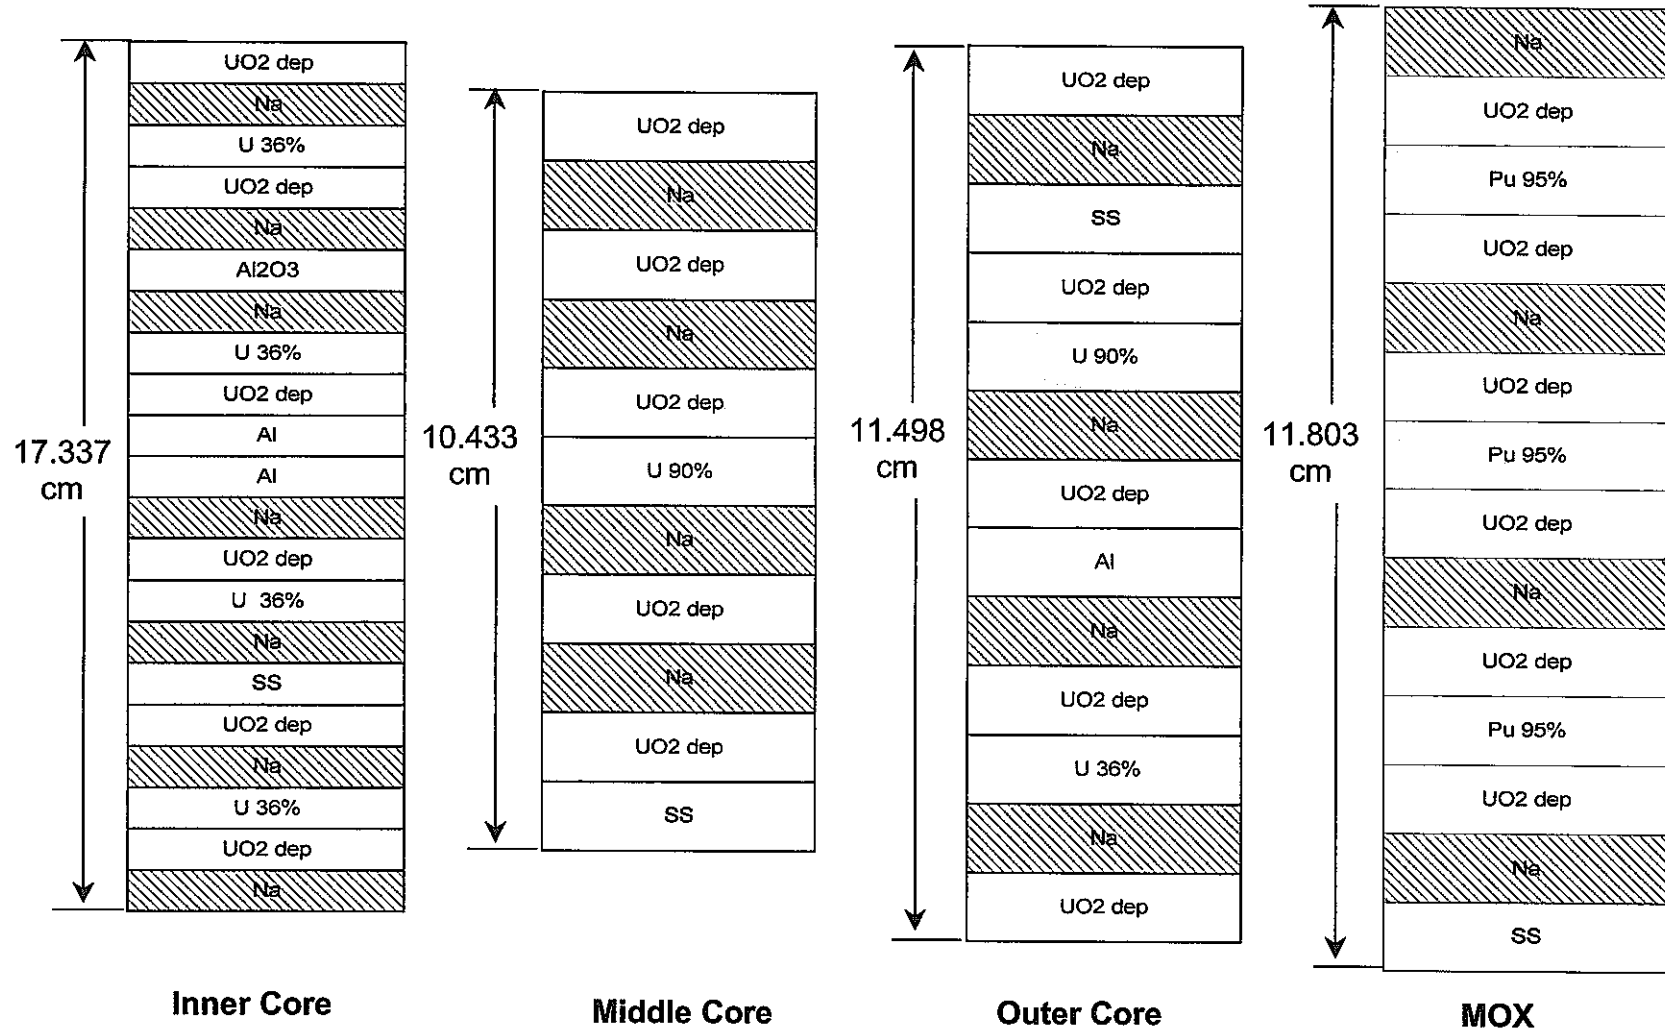 UO2 dep
Na
U 36%
UO2 dep
Na
Al2O3
Na
U 36%
UO2 dep
Al
Al
Na
UO2 dep
U 36%
Na
SS
UO2 dep
Na
U 36%
UO2 dep
Na
17.337
cm
Inner Core
UO2 dep
Na
UO2 dep
Na
UO2 dep
U 90%
Na
UO2 dep
Na
UO2 dep
SS
10.433
cm
Middle Core
UO2 dep
Na
SS
UO2 dep
U 90%
Na
UO2 dep
Al
Na
UO2 dep
U 36%
Na
UO2 dep
11.498
cm
Outer Core
Na
UO2 dep
Pu 95%
UO2 dep
Na
UO2 dep
Pu 95%
UO2 dep
Na
UO2 dep
Pu 95%
UO2 dep
Na
SS
11.803
cm
MOX